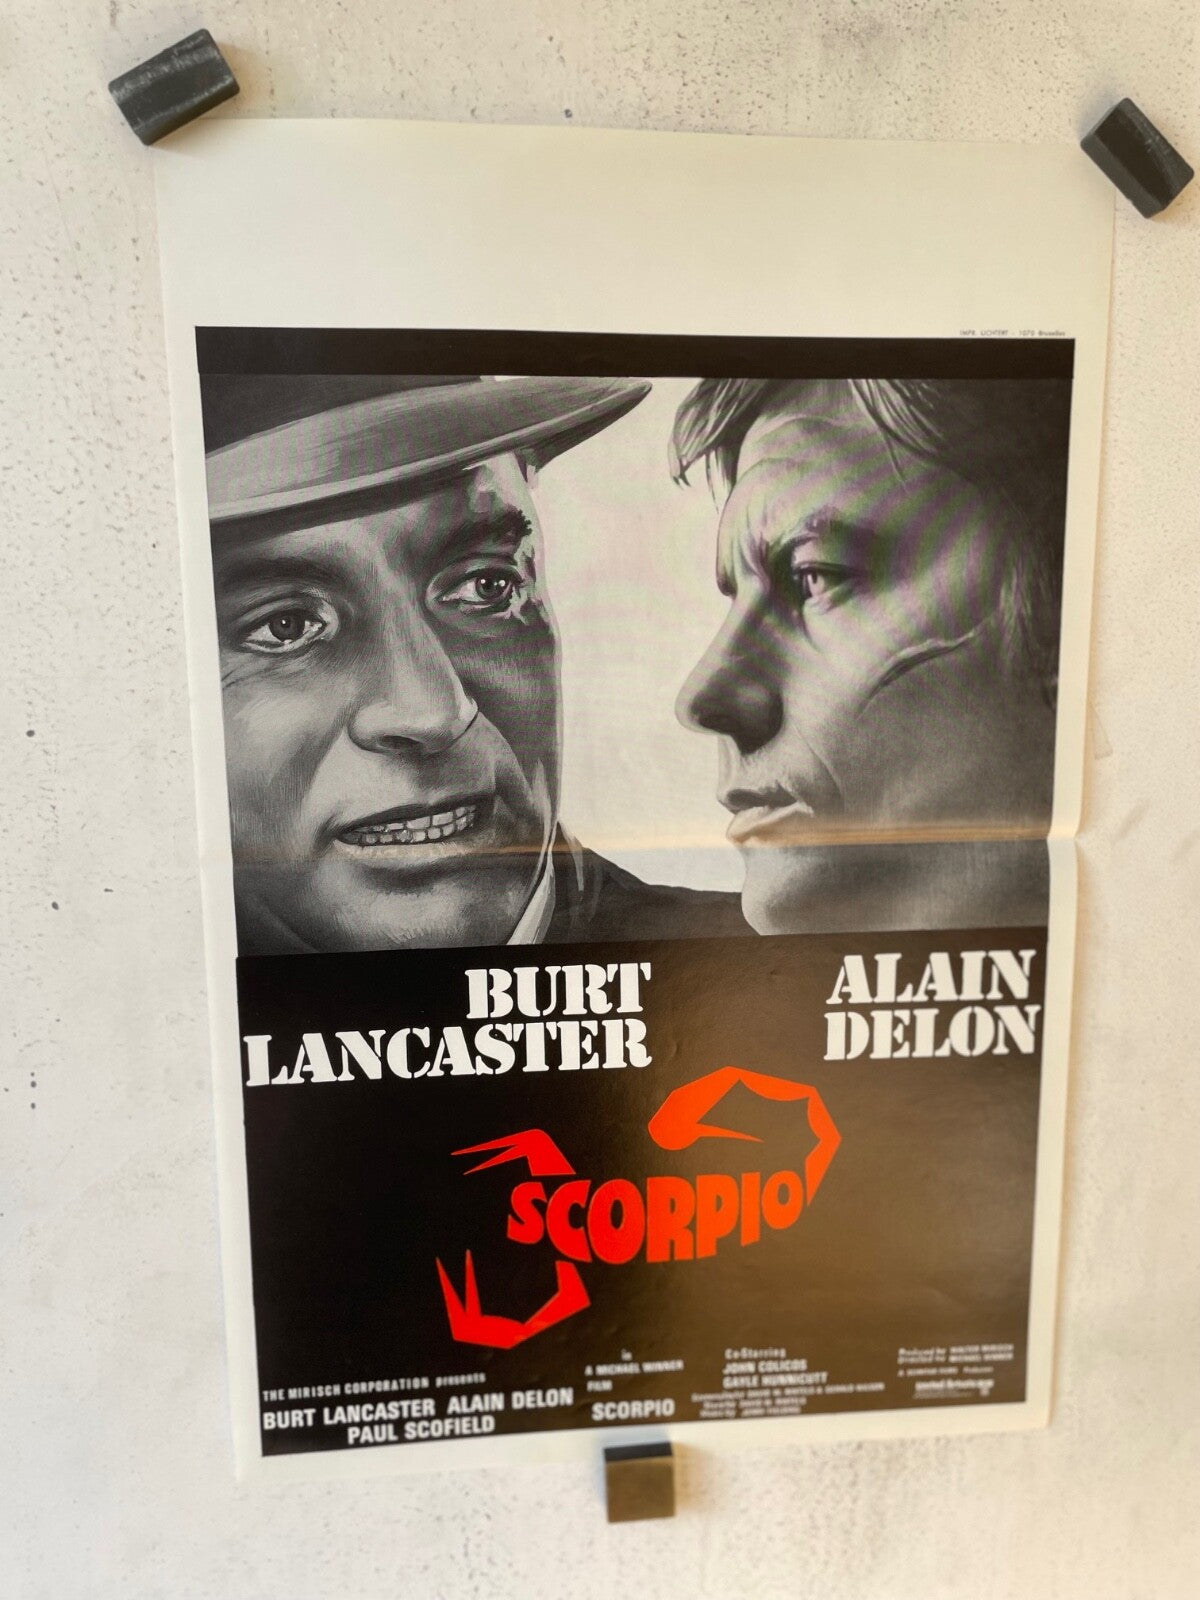 IMPR. LICHTERT - 1070 Bruxelles
BURT
LANCASTER
ALAIN
DELON
SCORPIO
THE MIRISCH CORPORATION presents
BURT LANCASTER ALAIN DELON
PAUL SCOFIELD
in
A MICHAEL WINNER
FILM
SCORPIO
Co-Starring
JOHN COLICOS
GAYLE HUNNICUTT
Produced by WALTER MIRISCH
Directed by MICHAEL WINNER